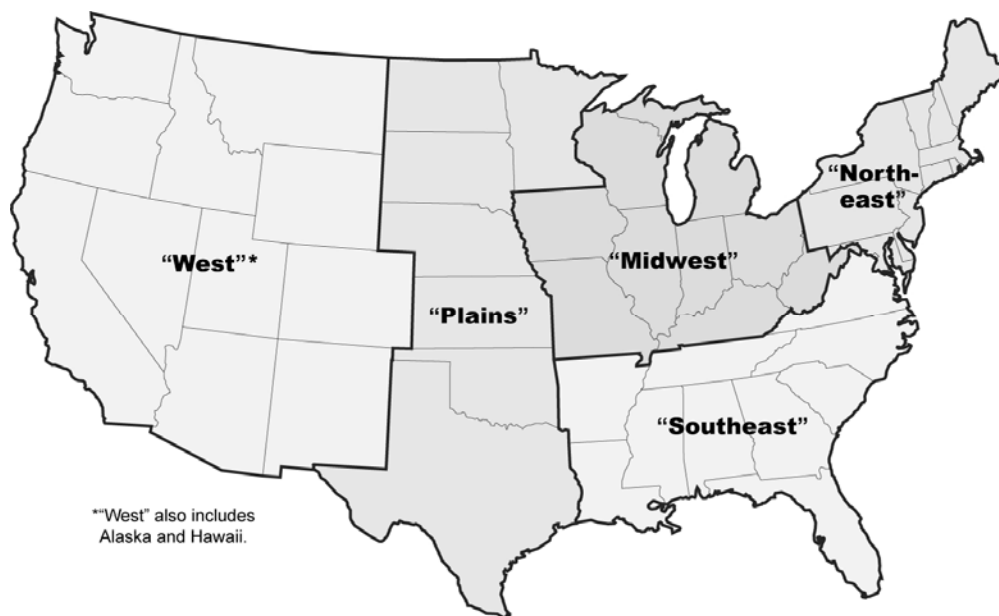 “North-
east”
“West”*
“Midwest”
“Plains”
“Southeast”
*“West” also includes
Alaska and Hawaii.